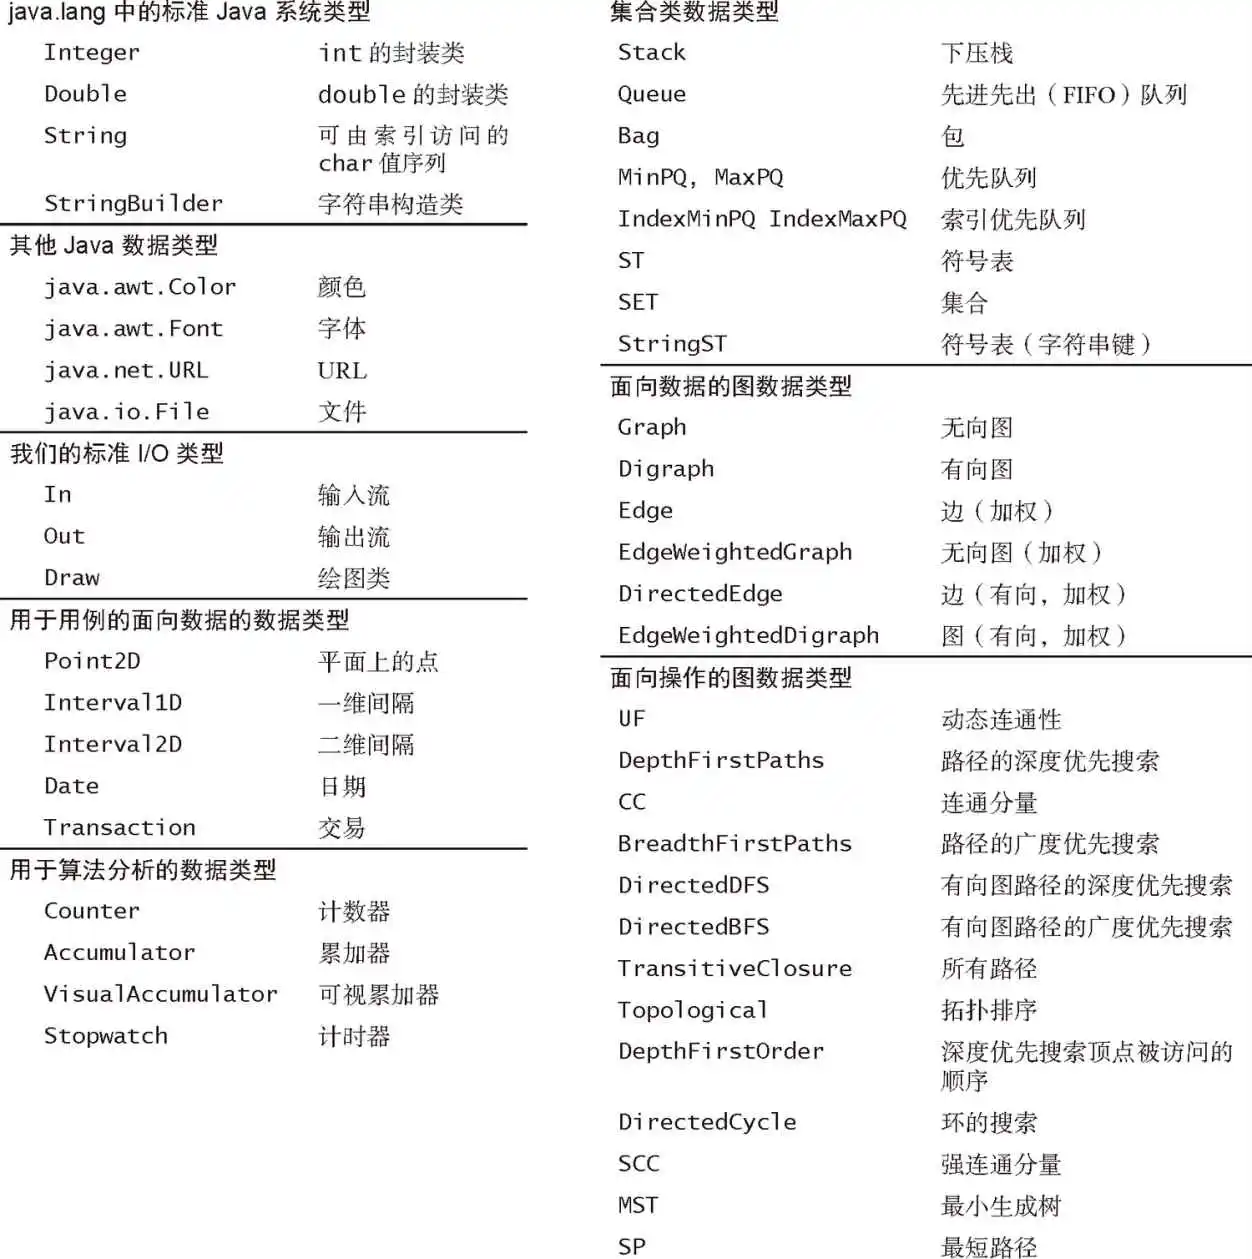 java.lang 中的标准 Java 系统类型
Integer int 的封装类
Double double 的封装类
String 可由索引访问的
char 值序列
StringBuilder 字符串构造类
其他 Java 数据类型
java.awt.Color 颜色
java.awt.Font 字体
java.net.URL URL
java.io.File 文件
我们的标准 I/O 类型
In 输入流
Out 输出流
Draw 绘图类
用于用例的面向数据的数据类型
Point2D 平面上的点
Interval1D 一维间隔
Interval2D 二维间隔
Date 日期
Transaction 交易
用于算法分析的数据类型
Counter 计数器
Accumulator 累加器
VisualAccumulator 可视累加器
Stopwatch 计时器
集合类数据类型
Stack 下压栈
Queue 先进先出（FIFO）队列
Bag 包
MinPQ, MaxPQ 优先队列
IndexMinPQ IndexMaxPQ 索引优先队列
ST 符号表
SET 集合
StringST 符号表（字符串键）
面向数据的图数据类型
Graph 无向图
Digraph 有向图
Edge 边（加权）
EdgeWeightedGraph 无向图（加权）
DirectedEdge 边（有向，加权）
EdgeWeightedDigraph 图（有向，加权）
面向操作的图数据类型
UF 动态连通性
DepthFirstPaths 路径的深度优先搜索
CC 连通分量
BreadthFirstPaths 路径的广度优先搜索
DirectedDFS 有向图路径的深度优先搜索
DirectedBFS 有向图路径的广度优先搜索
TransitiveClosure 所有路径
Topological 拓扑排序
DepthFirstOrder 深度优先搜索顶点被访问的
顺序
DirectedCycle 环的搜索
SCC 强连通分量
MST 最小生成树
SP 最短路径